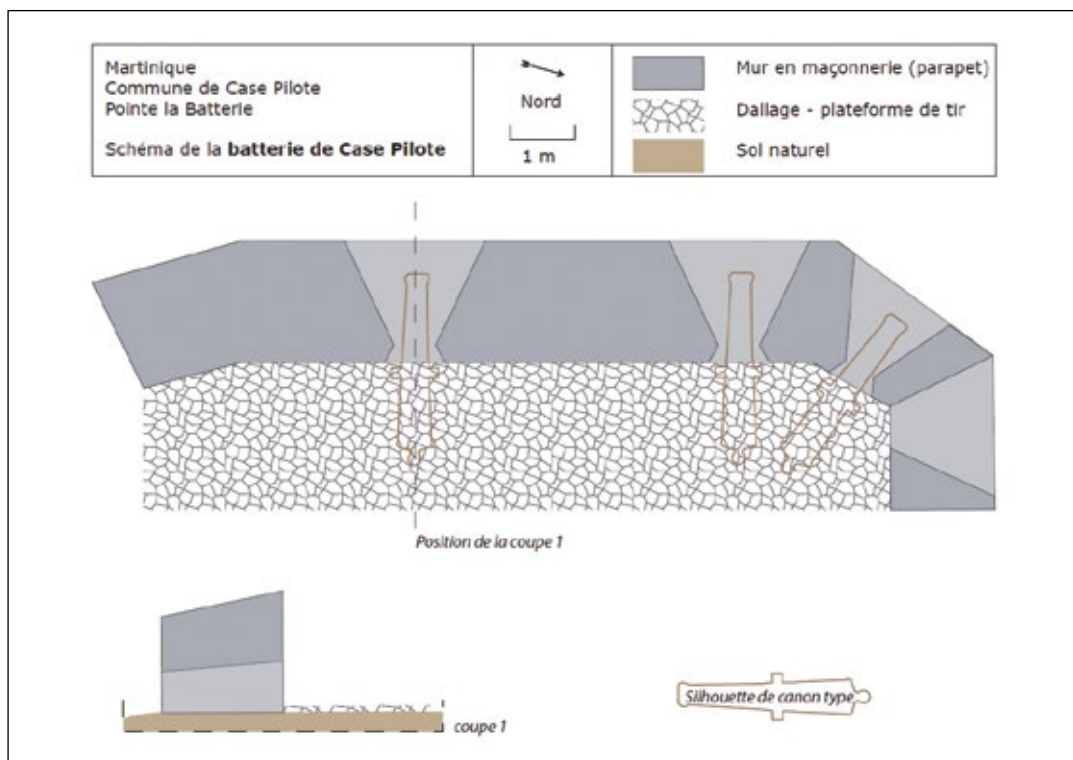 Martinique
Commune de Case Pilote
Pointe la Batterie
Schéma de la batterie de Case Pilote
Nord
1 m
Mur en maçonnerie (parapet)
Dallage - plateforme de tir
Sol naturel
Position de la coupe 1
coupe 1
Silhouette de canon type